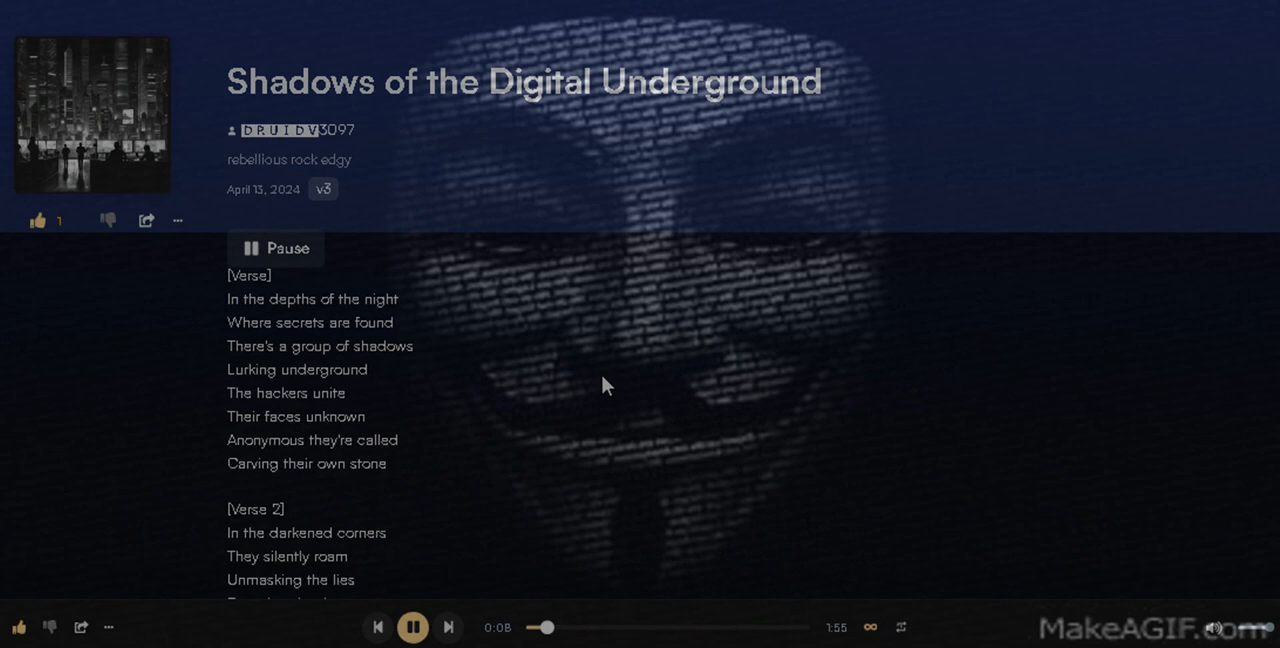 Shadows of the Digital Underground
DRUIDV3097
rebellious rock edgy
April 13, 2024 v3
1
Pause
[Verse]
In the depths of the night
Where secrets are found
There's a group of shadows
Lurking underground
The hackers unite
Their faces unknown
Anonymous they're called
Carving their own stone
[Verse 2]
In the darkened corners
They silently roam
Unmasking the lies
0:08 1:55
MakeAGIF.com